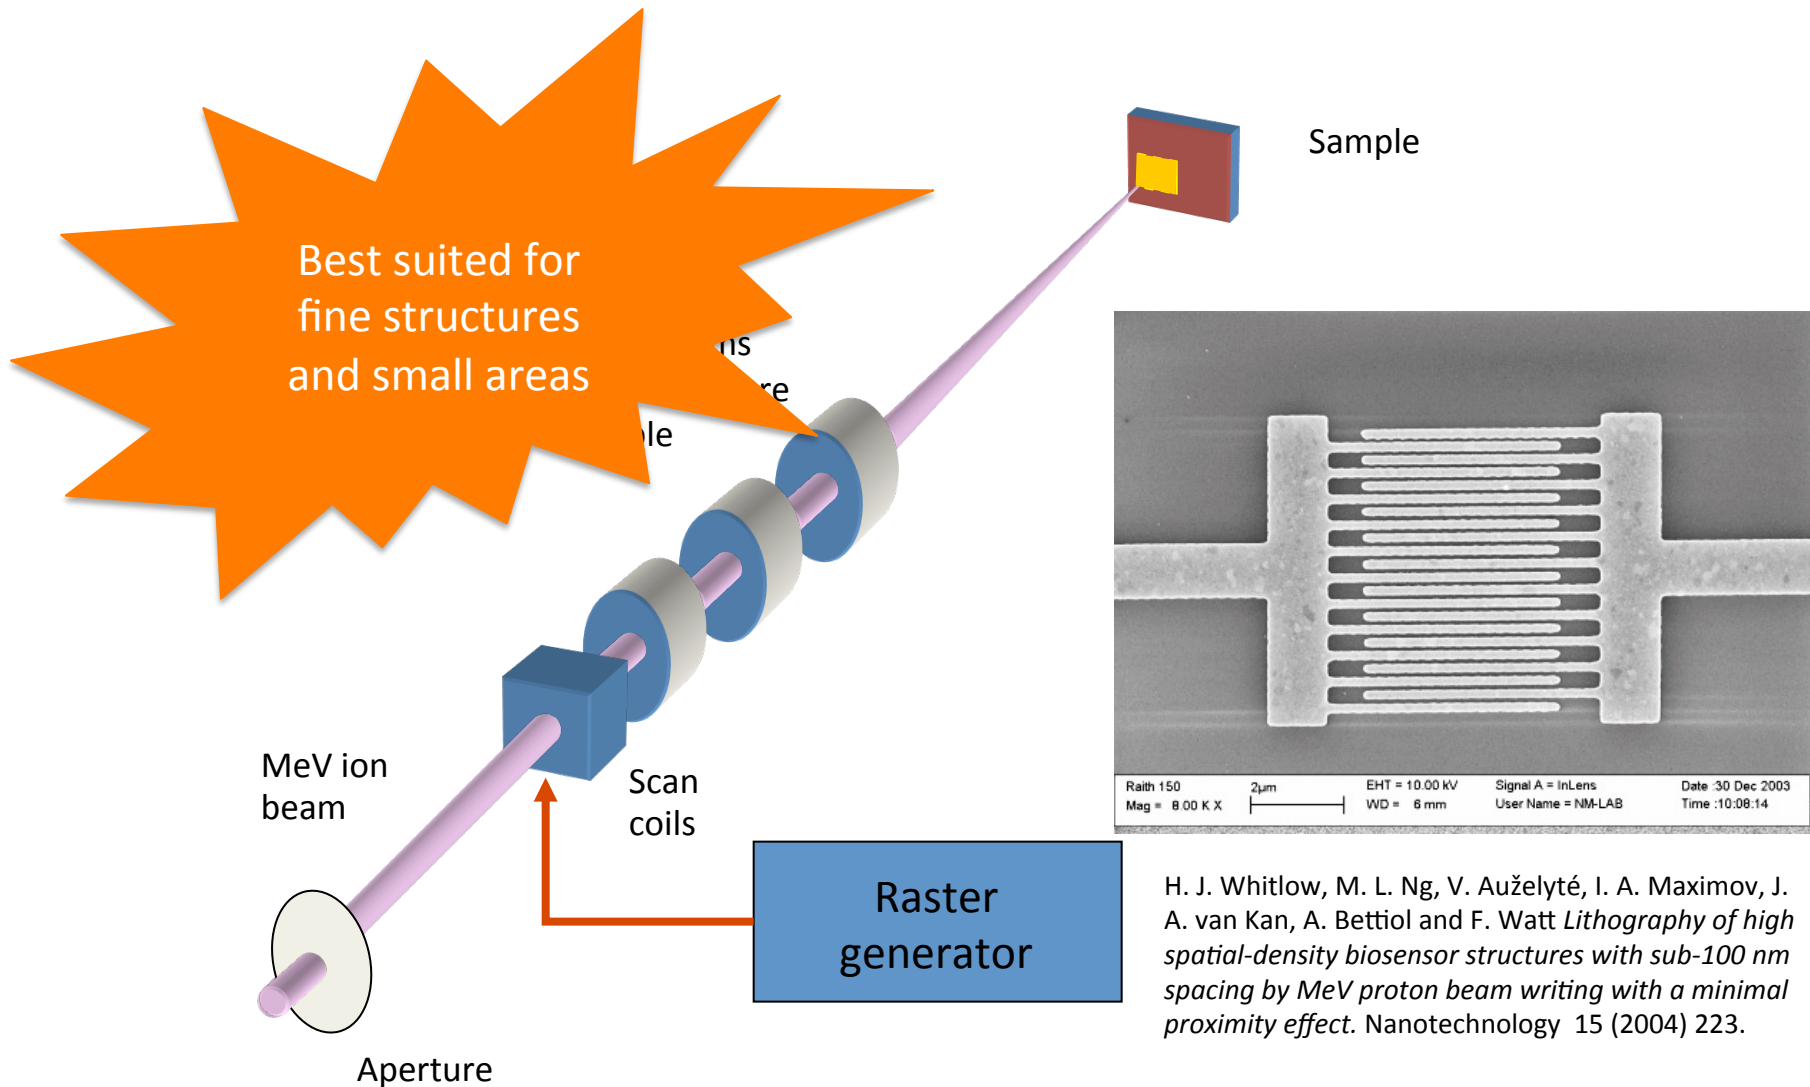 Sample
Best suited for
fine structures
and small areas
MeV ion
beam
Scan
coils
Raster
generator
Aperture
Raith 150
Mag = 8.00 K X
2µm
EHT = 10.00 kV
WD = 6 mm
Signal A = InLens
User Name = NM-LAB
Date :30 Dec 2003
Time :10:08:14
H. J. Whitlow, M. L. Ng, V. Auželyté, I. A. Maximov, J.
A. van Kan, A. Bettiol and F. Watt Lithography of high
spatial-density biosensor structures with sub-100 nm
spacing by MeV proton beam writing with a minimal
proximity effect. Nanotechnology 15 (2004) 223.